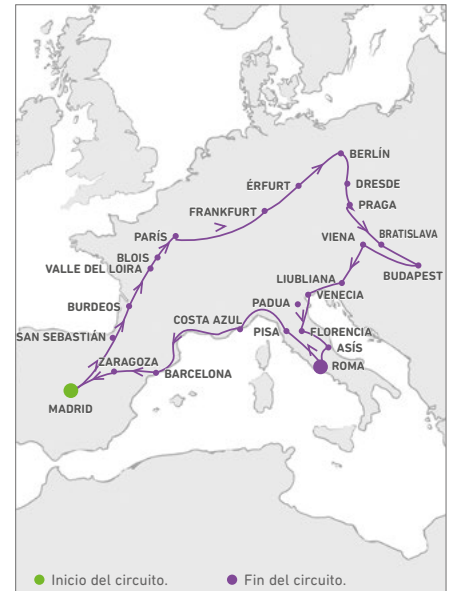 BERLÍN
DRESDE
ÉRFURT
PRAGA
FRANKFURT
PARÍS
VIENA
BRATISLAVA
BLOIS
VALLE DEL LOIRA
BUDAPEST
LIUBLIANA
VENECIA
PADUA
BURDEOS
COSTA AZUL
PISA
FLORENCIA
SAN SEBASTIÁN
ASÍS
ZARAGOZA
ROMA
BARCELONA
MADRID
Inicio del circuito.
Fin del circuito.